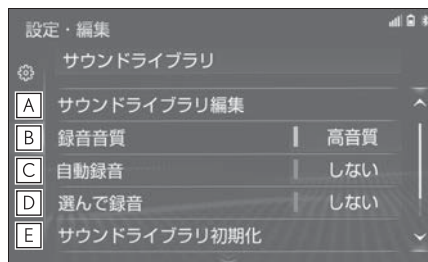 設定・編集
サウンドライブラリ
A サウンドライブラリ編集
B 録音音質 高音質
C 自動録音 しない
D 選んで録音 しない
E サウンドライブラリ初期化